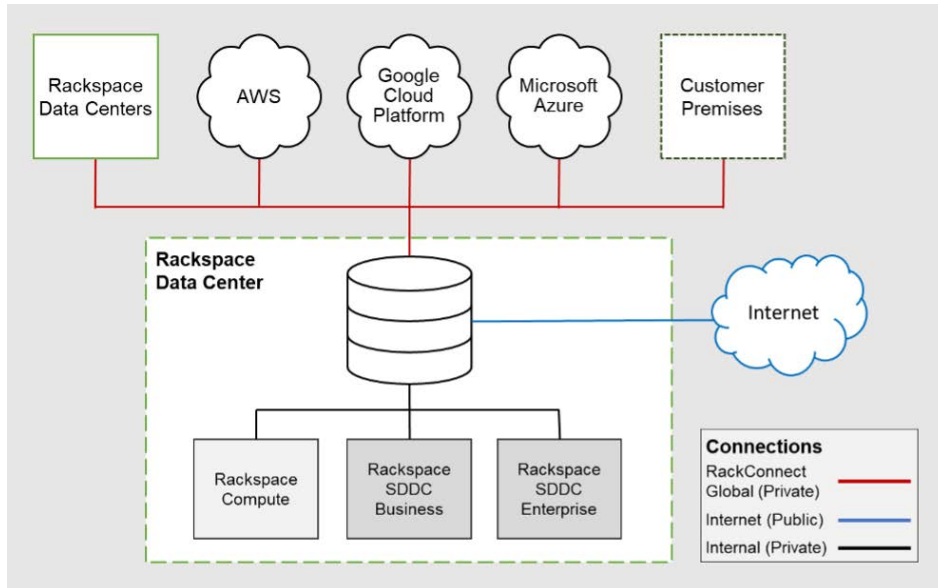 Rackspace
Data Centers
AWS
Google
Cloud
Platform
Microsoft
Azure
Customer
Premises
Rackspace
Data Center
Internet
Rackspace
Compute
Rackspace
SDDC
Business
Rackspace
SDDC
Enterprise
Connections
RackConnect
Global (Private)
Internet (Public)
Internal (Private)